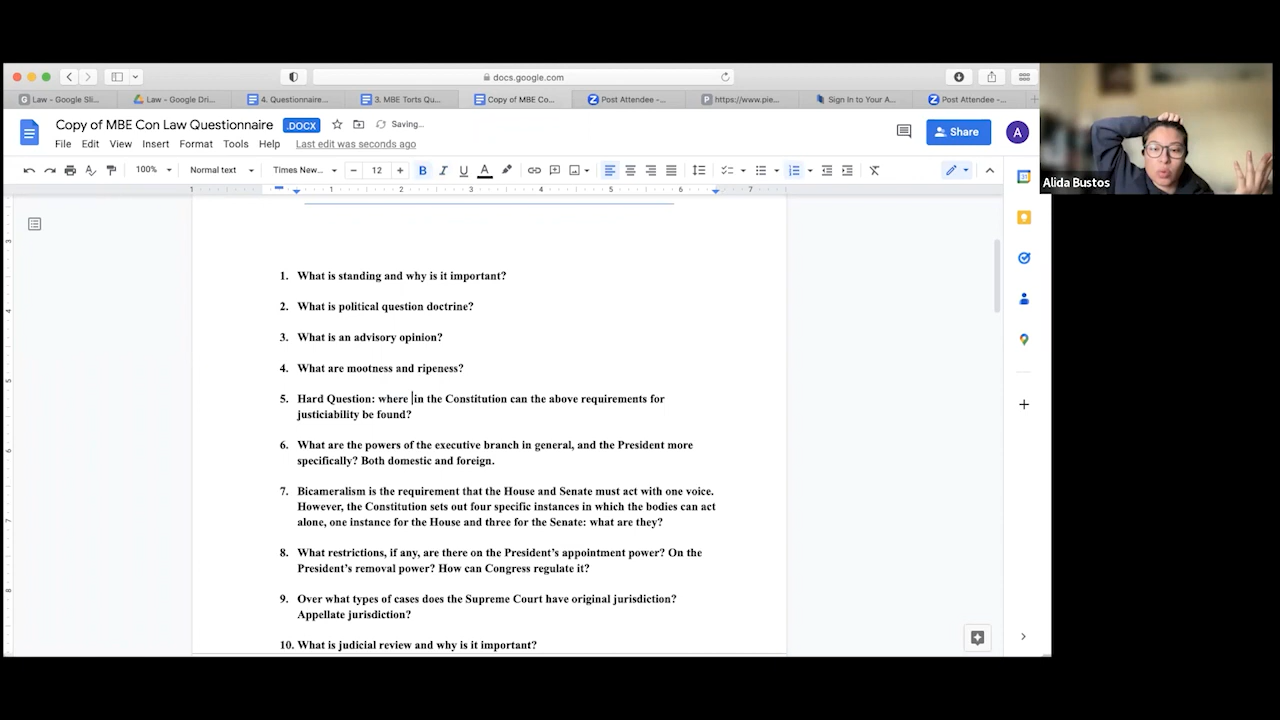 docs.google.com
Law - Google Sli...
Law - Google Dri...
4. Questionnaire...
3. MBE Torts Qu...
Copy of MBE Co...
Post Attendee -...
https://www.pie...
Sign In to Your A...
Post Attendee -...
Copy of MBE Con Law Questionnaire .DOCX Saving...
File Edit View Insert Format Tools Help Last edit was seconds ago
Share
A
100% Normal text Times New... 12 B I U A
1 1 2 3 4 5 6 7
Alida Bustos
1. What is standing and why is it important?
2. What is political question doctrine?
3. What is an advisory opinion?
4. What are mootness and ripeness?
5. Hard Question: where in the Constitution can the above requirements for
justiciability be found?
6. What are the powers of the executive branch in general, and the President more
specifically? Both domestic and foreign.
7. Bicameralism is the requirement that the House and Senate must act with one voice.
However, the Constitution sets out four specific instances in which the bodies can act
alone, one instance for the House and three for the Senate: what are they?
8. What restrictions, if any, are there on the President's appointment power? On the
President's removal power? How can Congress regulate it?
9. Over what types of cases does the Supreme Court have original jurisdiction?
Appellate jurisdiction?
10. What is judicial review and why is it important?